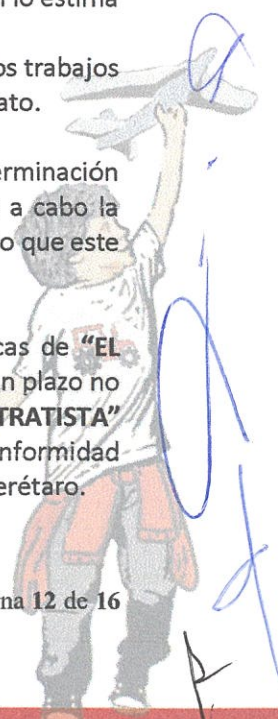 lo estima
os trabajos
ato.
erminación
a cabo la
o que este
cas de “EL
n plazo no
TRATISTA”
nformidad
erétaro.
na 12 de 16